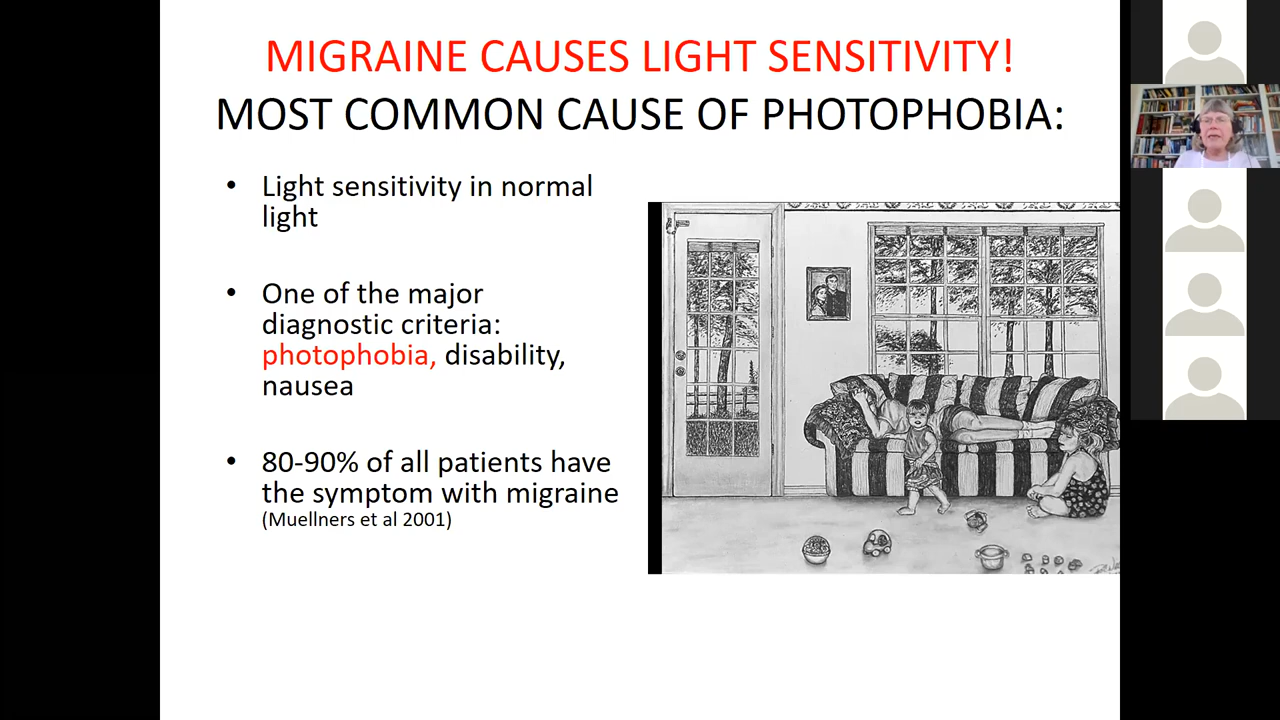 MIGRAINE CAUSES LIGHT SENSITIVITY!
MOST COMMON CAUSE OF PHOTOPHOBIA:
• Light sensitivity in normal
light
• One of the major
diagnostic criteria:
photophobia, disability,
nausea
• 80-90% of all patients have
the symptom with migraine
(Muellners et al 2001)